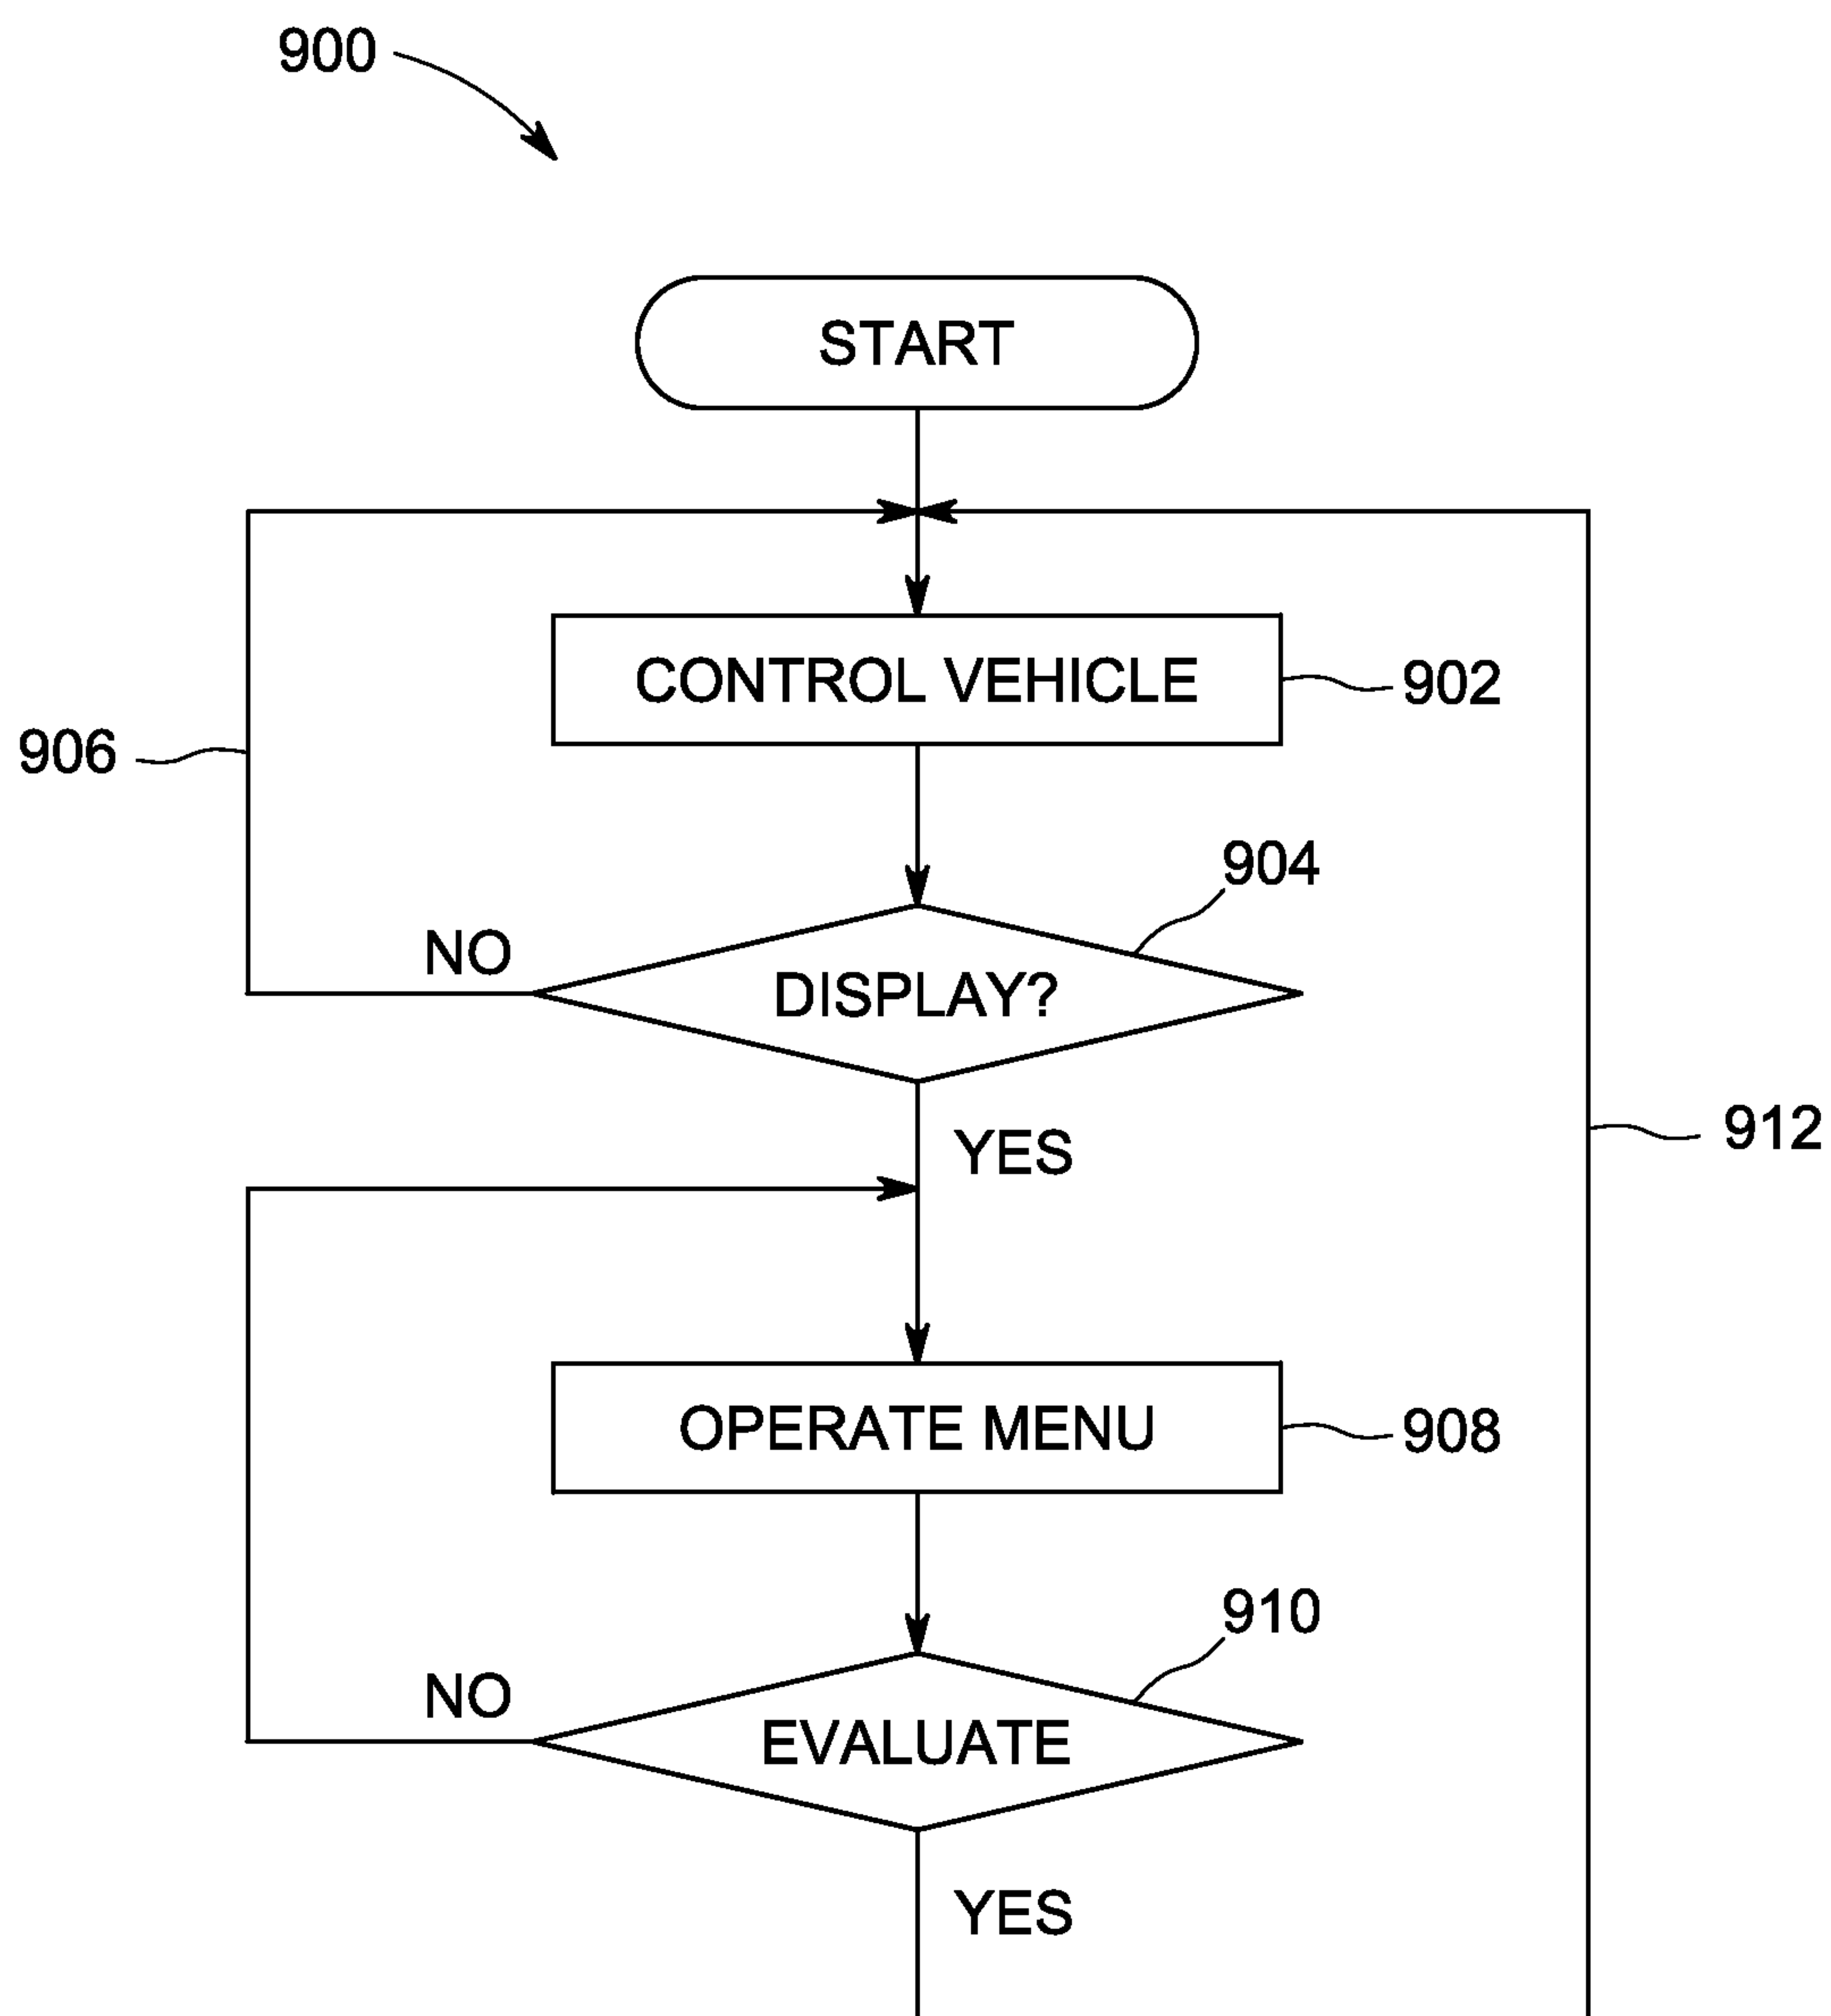 900
START
CONTROL VEHICLE
902
906
904
NO
DISPLAY?
YES
912
OPERATE MENU
908
910
NO
EVALUATE
YES